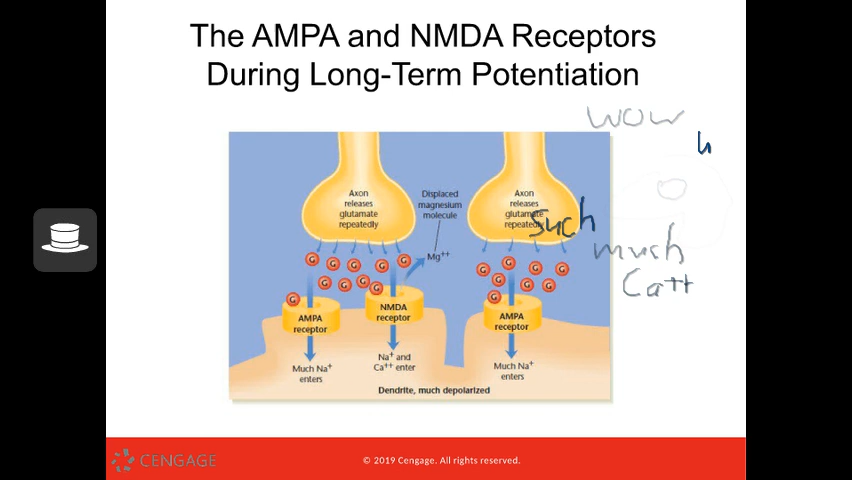 The AMPA and NMDA Receptors
During Long-Term Potentiation
wow
h
Axon
releases
glutamate
repeatedly
Displaced
magnesium
molecule
Axon
releases
glutamate
repeatedly
such
much
Ca++
Mg++
G G G G G G G G G G
G G G G G G G
AMPA
receptor
NMDA
receptor
AMPA
receptor
Much Na+
enters
Na+ and
Ca++ enter
Much Na+
enters
Dendrite, much depolarized
CENGAGE
© 2019 Cengage. All rights reserved.